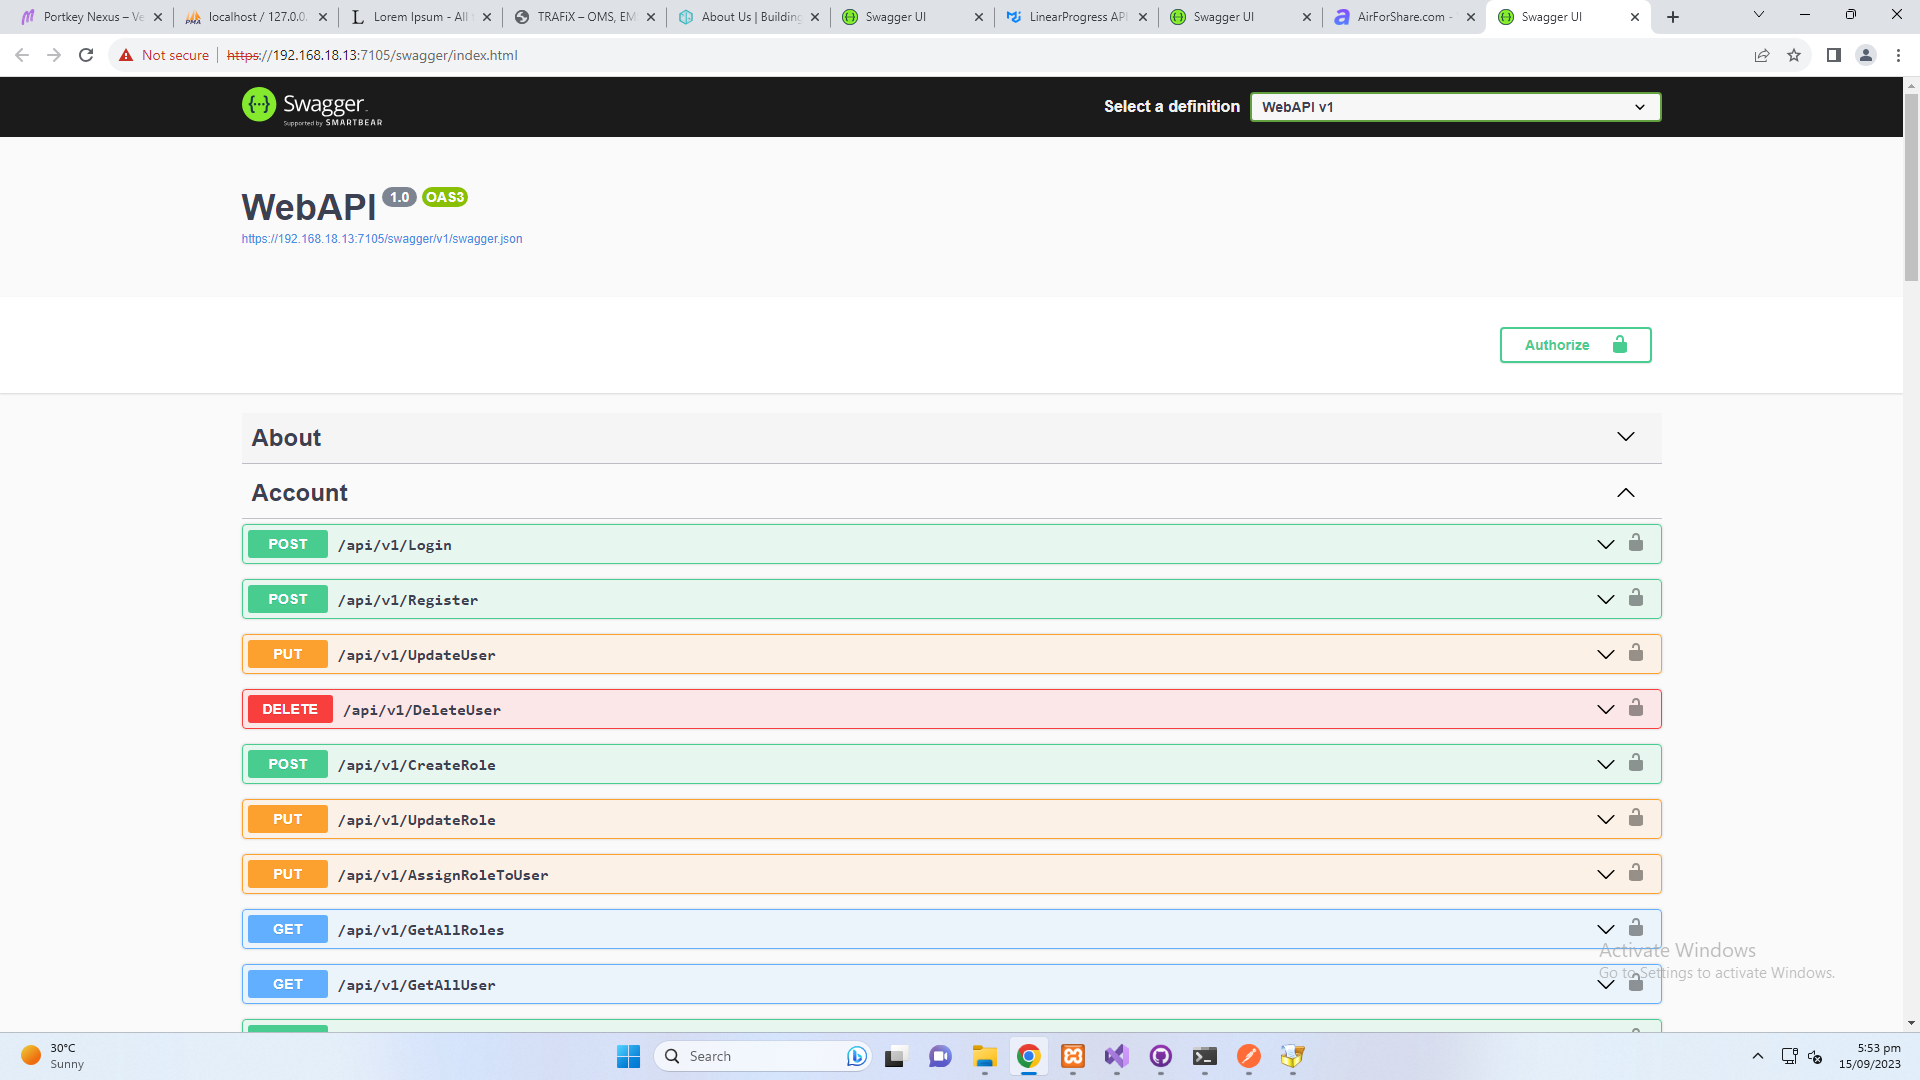 Portkey Nexus – Ve
localhost / 127.0.0.
Lorem Ipsum - All
TRAFiX – OMS, EM
About Us | Building
Swagger UI
LinearProgress API
Swagger UI
AirForShare.com -
Swagger UI
Not secure
https://192.168.18.13:7105/swagger/index.html
Swagger
Supported by SMARTBEAR
Select a definition
WebAPI v1
WebAPI 1.0 OAS3
https://192.168.18.13:7105/swagger/v1/swagger.json
Authorize
About
Account
POST /api/v1/Login
POST /api/v1/Register
PUT /api/v1/UpdateUser
DELETE /api/v1/DeleteUser
POST /api/v1/CreateRole
PUT /api/v1/UpdateRole
PUT /api/v1/AssignRoleToUser
GET /api/v1/GetAllRoles
GET /api/v1/GetAllUser
Activate Windows
Go to Settings to activate Windows.
30°C
Sunny
Search
5:53 pm
15/09/2023